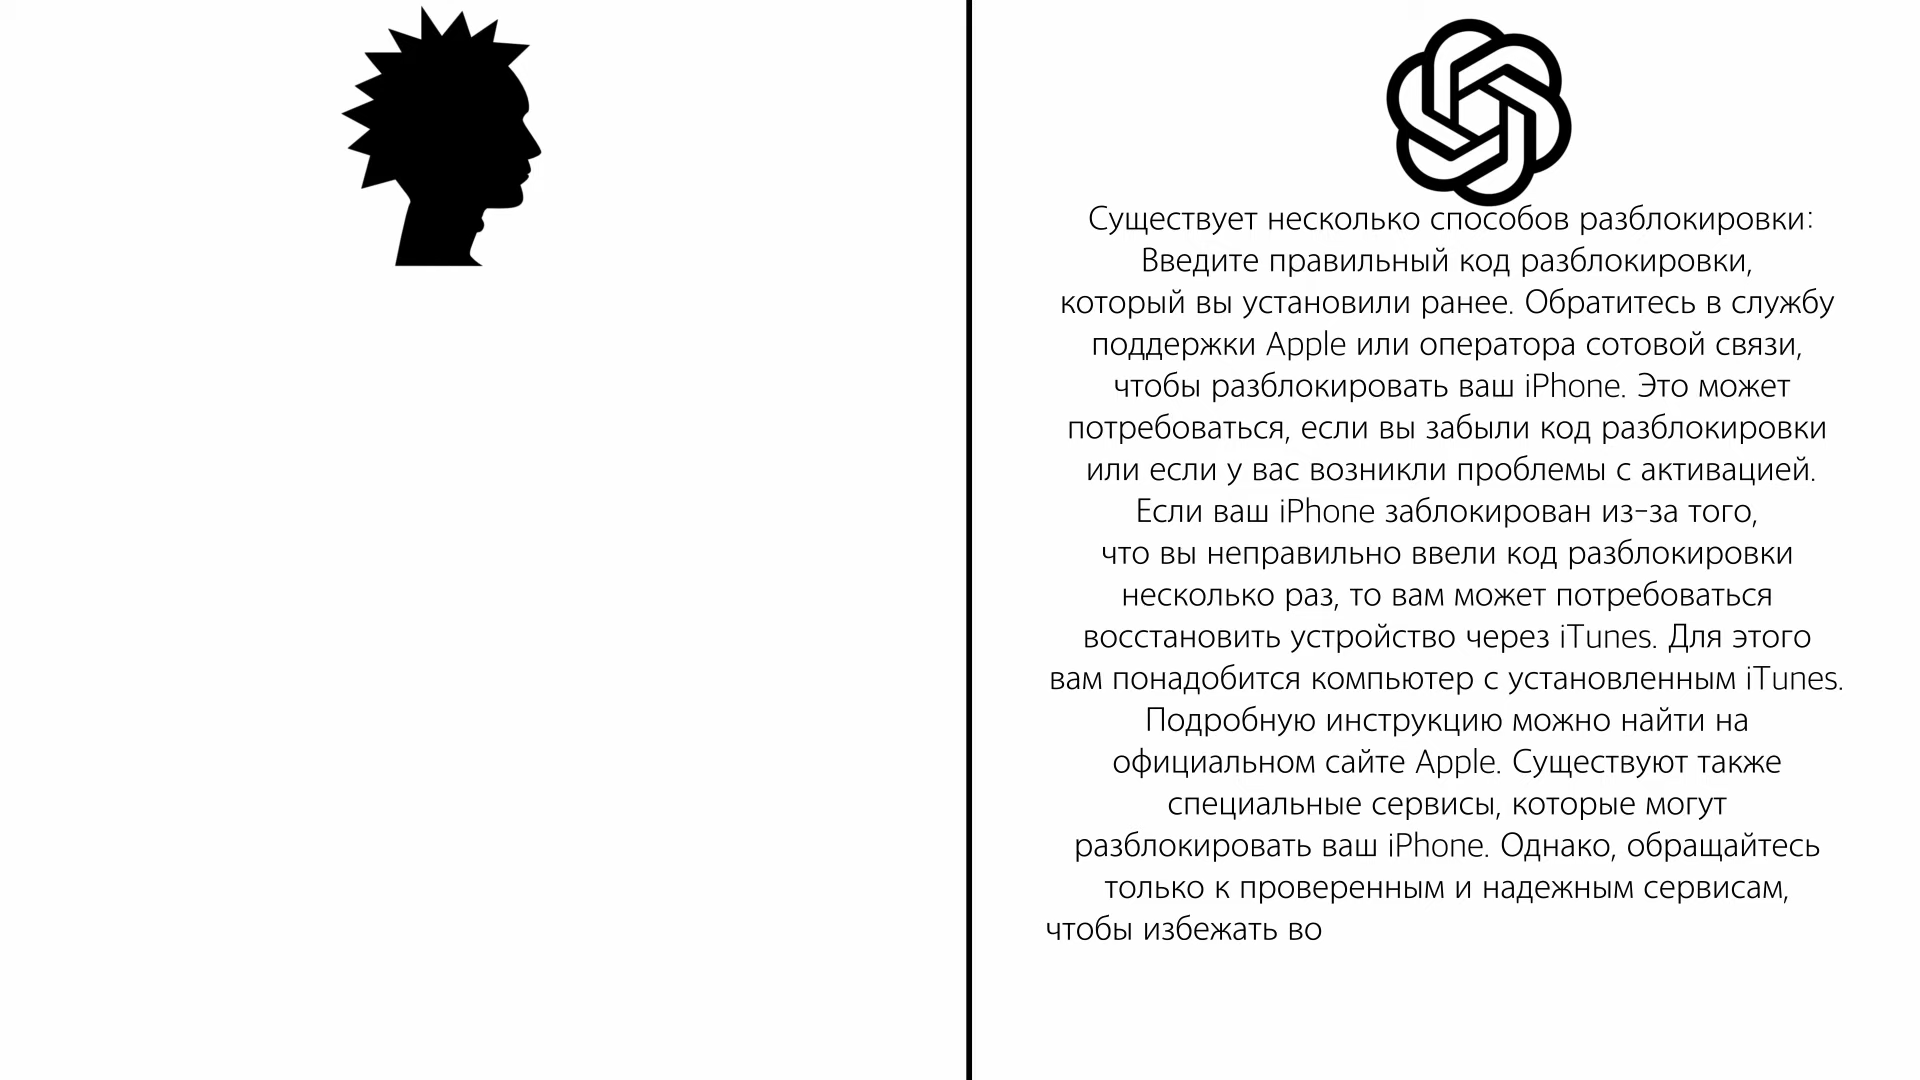 Существует несколько способов разблокировки:
Введите правильный код разблокировки,
который вы установили ранее. Обратитесь в службу
поддержки Apple или оператора сотовой связи,
чтобы разблокировать ваш iPhone. Это может
потребоваться, если вы забыли код разблокировки
или если у вас возникли проблемы с активацией.
Если ваш iPhone заблокирован из-за того,
что вы неправильно ввели код разблокировки
несколько раз, то вам может потребоваться
восстановить устройство через iTunes. Для этого
вам понадобится компьютер с установленным iTunes.
Подробную инструкцию можно найти на
официальном сайте Apple. Существуют также
специальные сервисы, которые могут
разблокировать ваш iPhone. Однако, обращайтесь
только к проверенным и надежным сервисам,
чтобы избежать во